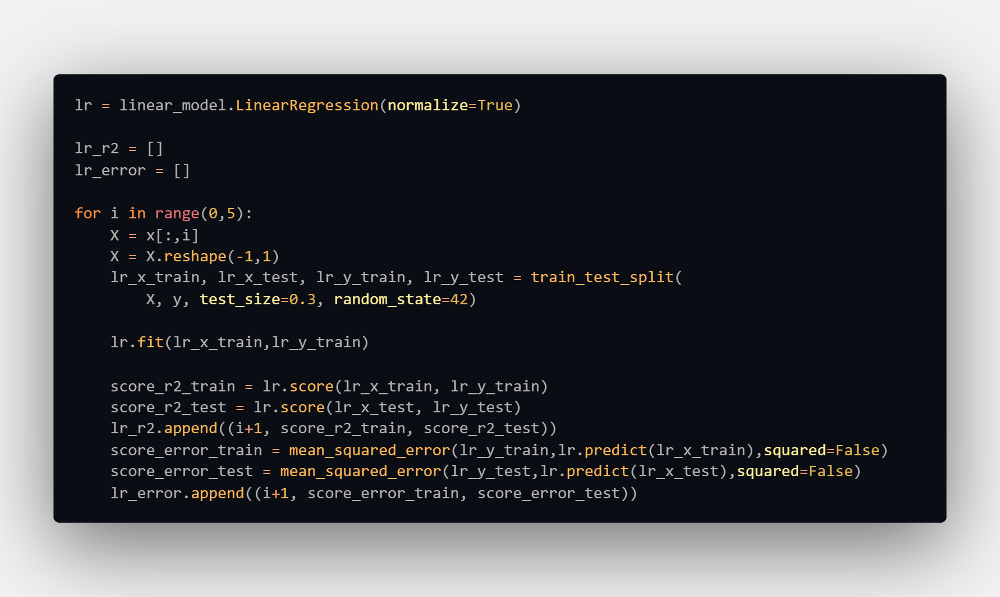 lr = linear_model.LinearRegression(normalize=True)

lr_r2 = []
lr_error = []

for i in range(0,5):
    X = x[:,i]
    X = X.reshape(-1,1)
    lr_x_train, lr_x_test, lr_y_train, lr_y_test = train_test_split(
        X, y, test_size=0.3, random_state=42)

    lr.fit(lr_x_train,lr_y_train)

    score_r2_train = lr.score(lr_x_train, lr_y_train)
    score_r2_test = lr.score(lr_x_test, lr_y_test)
    lr_r2.append((i+1, score_r2_train, score_r2_test))
    score_error_train = mean_squared_error(lr_y_train,lr.predict(lr_x_train),squared=False)
    score_error_test = mean_squared_error(lr_y_test,lr.predict(lr_x_test),squared=False)
    lr_error.append((i+1, score_error_train, score_error_test))